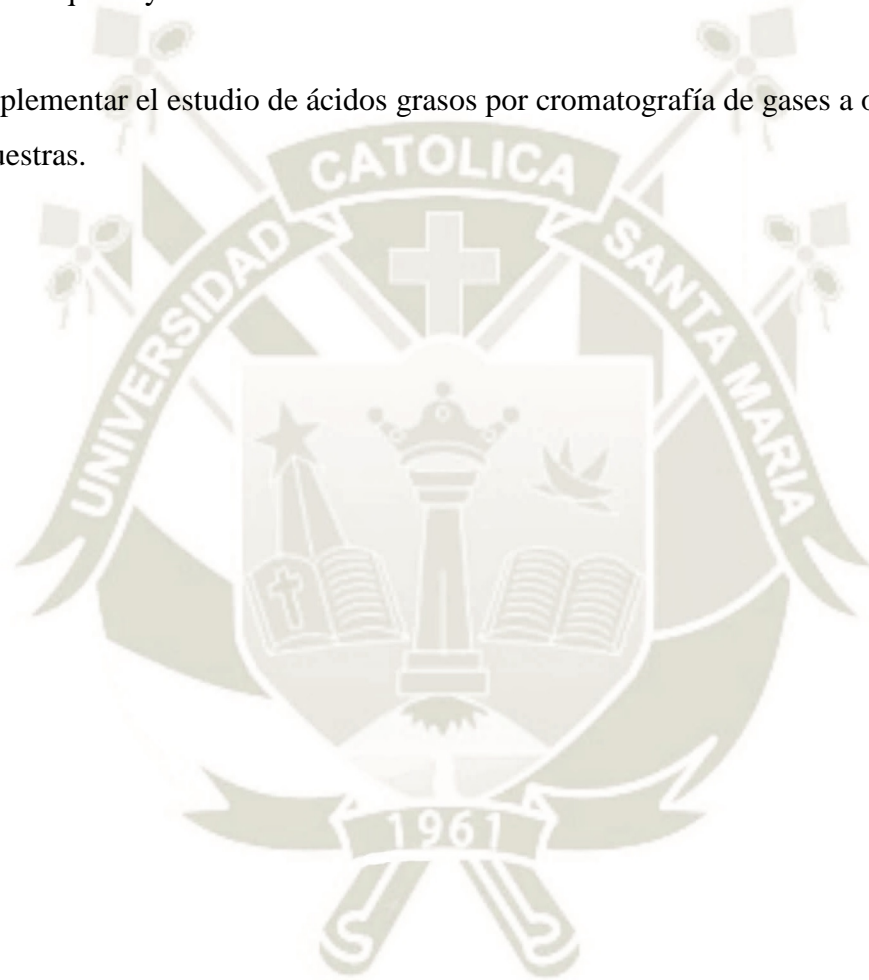 plementar el estudio de ácidos grasos por cromatografía de gases a
uestras.
CATOLICA
UNIVERSIDAD
SANTA MARIA
1961